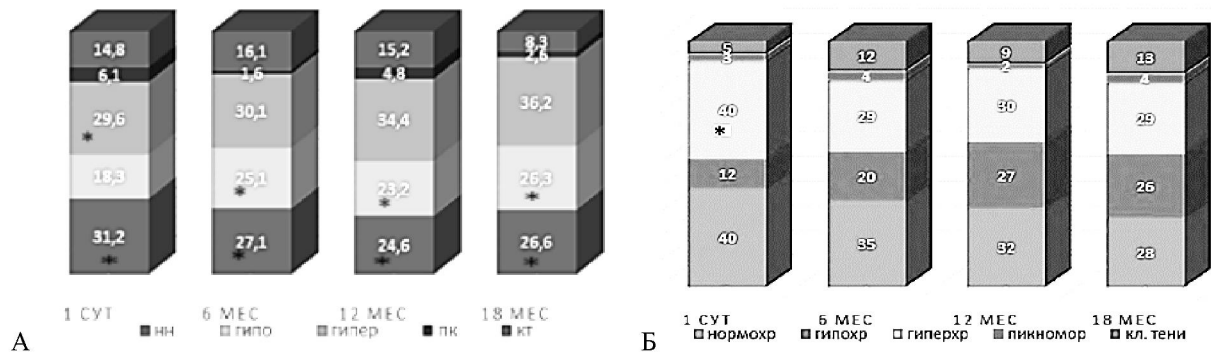 14,8 16,1 15,2 8,3
6,1 1,6 4,8 2,6
29,6 30,1 34,4 36,2
*
18,3 25,1 23,2 26,3
* * *
31,2 27,1 24,6 26,6
* * * *
1 СУТ 6 МЕС 12 МЕС 18 МЕС
А нн гипо гипер пк кт
5 12 9 13
3 4 2 4
40 29 30 29
*
12 20 27 26
40 35 32 28
1 СУТ 6 МЕС 12 МЕС 18 МЕС
Б нормохр гипохр гиперхр пикномор кл. тени